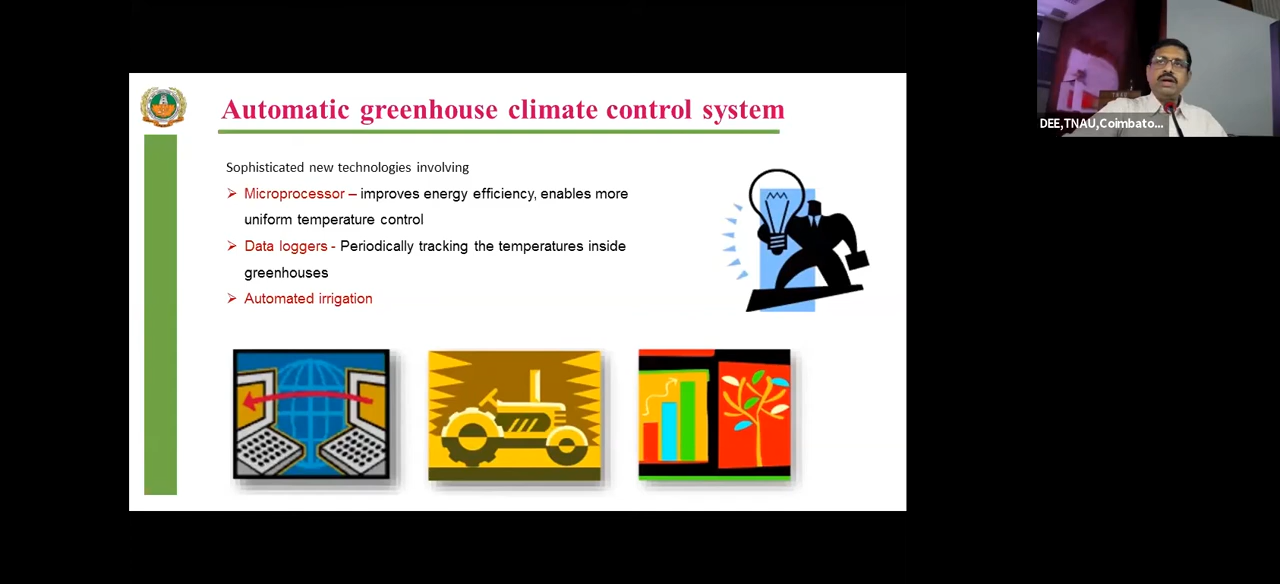 Automatic greenhouse climate control system
Sophisticated new technologies involving
➢ Microprocessor – improves energy efficiency, enables more
uniform temperature control
➢ Data loggers - Periodically tracking the temperatures inside
greenhouses
➢ Automated irrigation
DEE,TNAU,Coimbato...